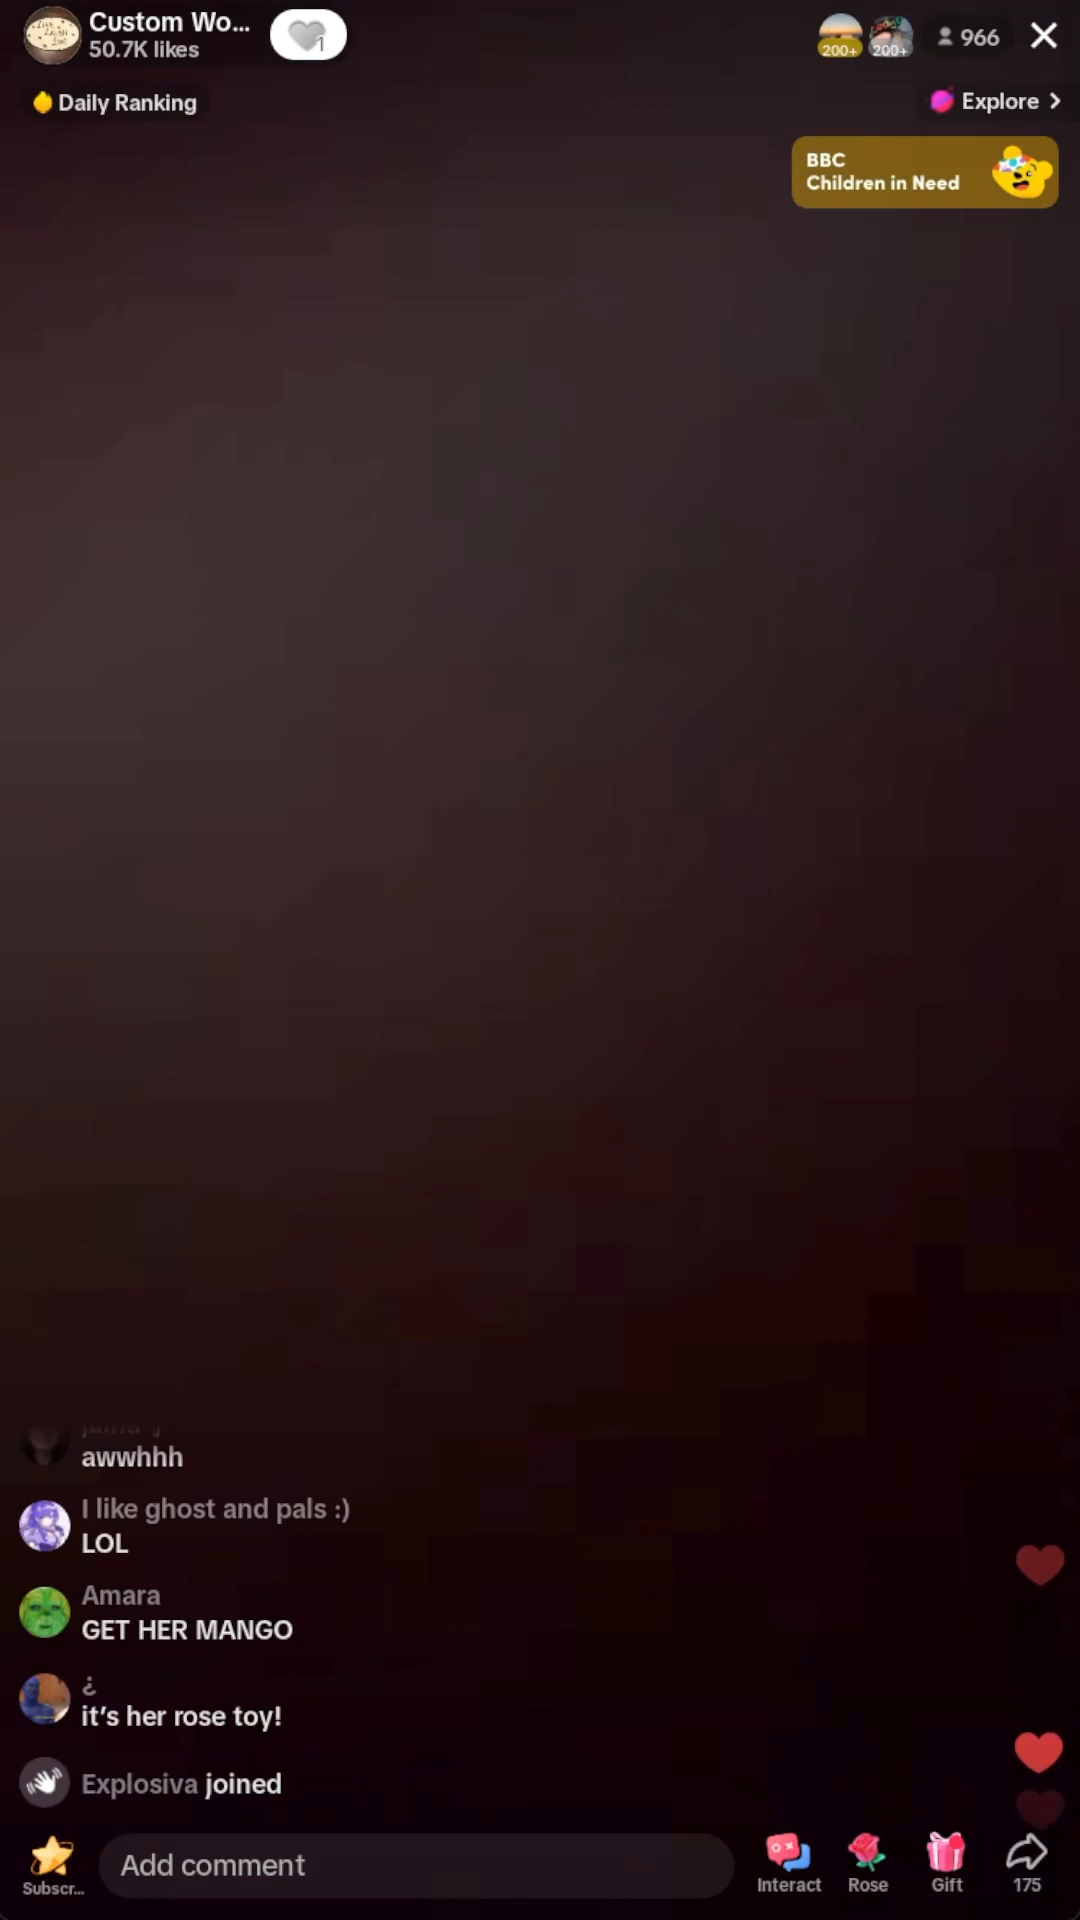 Custom Wo...
50.7K likes
1
200+
200+
966
Daily Ranking
Explore
BBC
Children in Need
awwhhh
I like ghost and pals :)
LOL
Amara
GET HER MANGO
¿
it's her rose toy!
Explosiva joined
Add comment
Subscr...
Interact
Rose
Gift
175